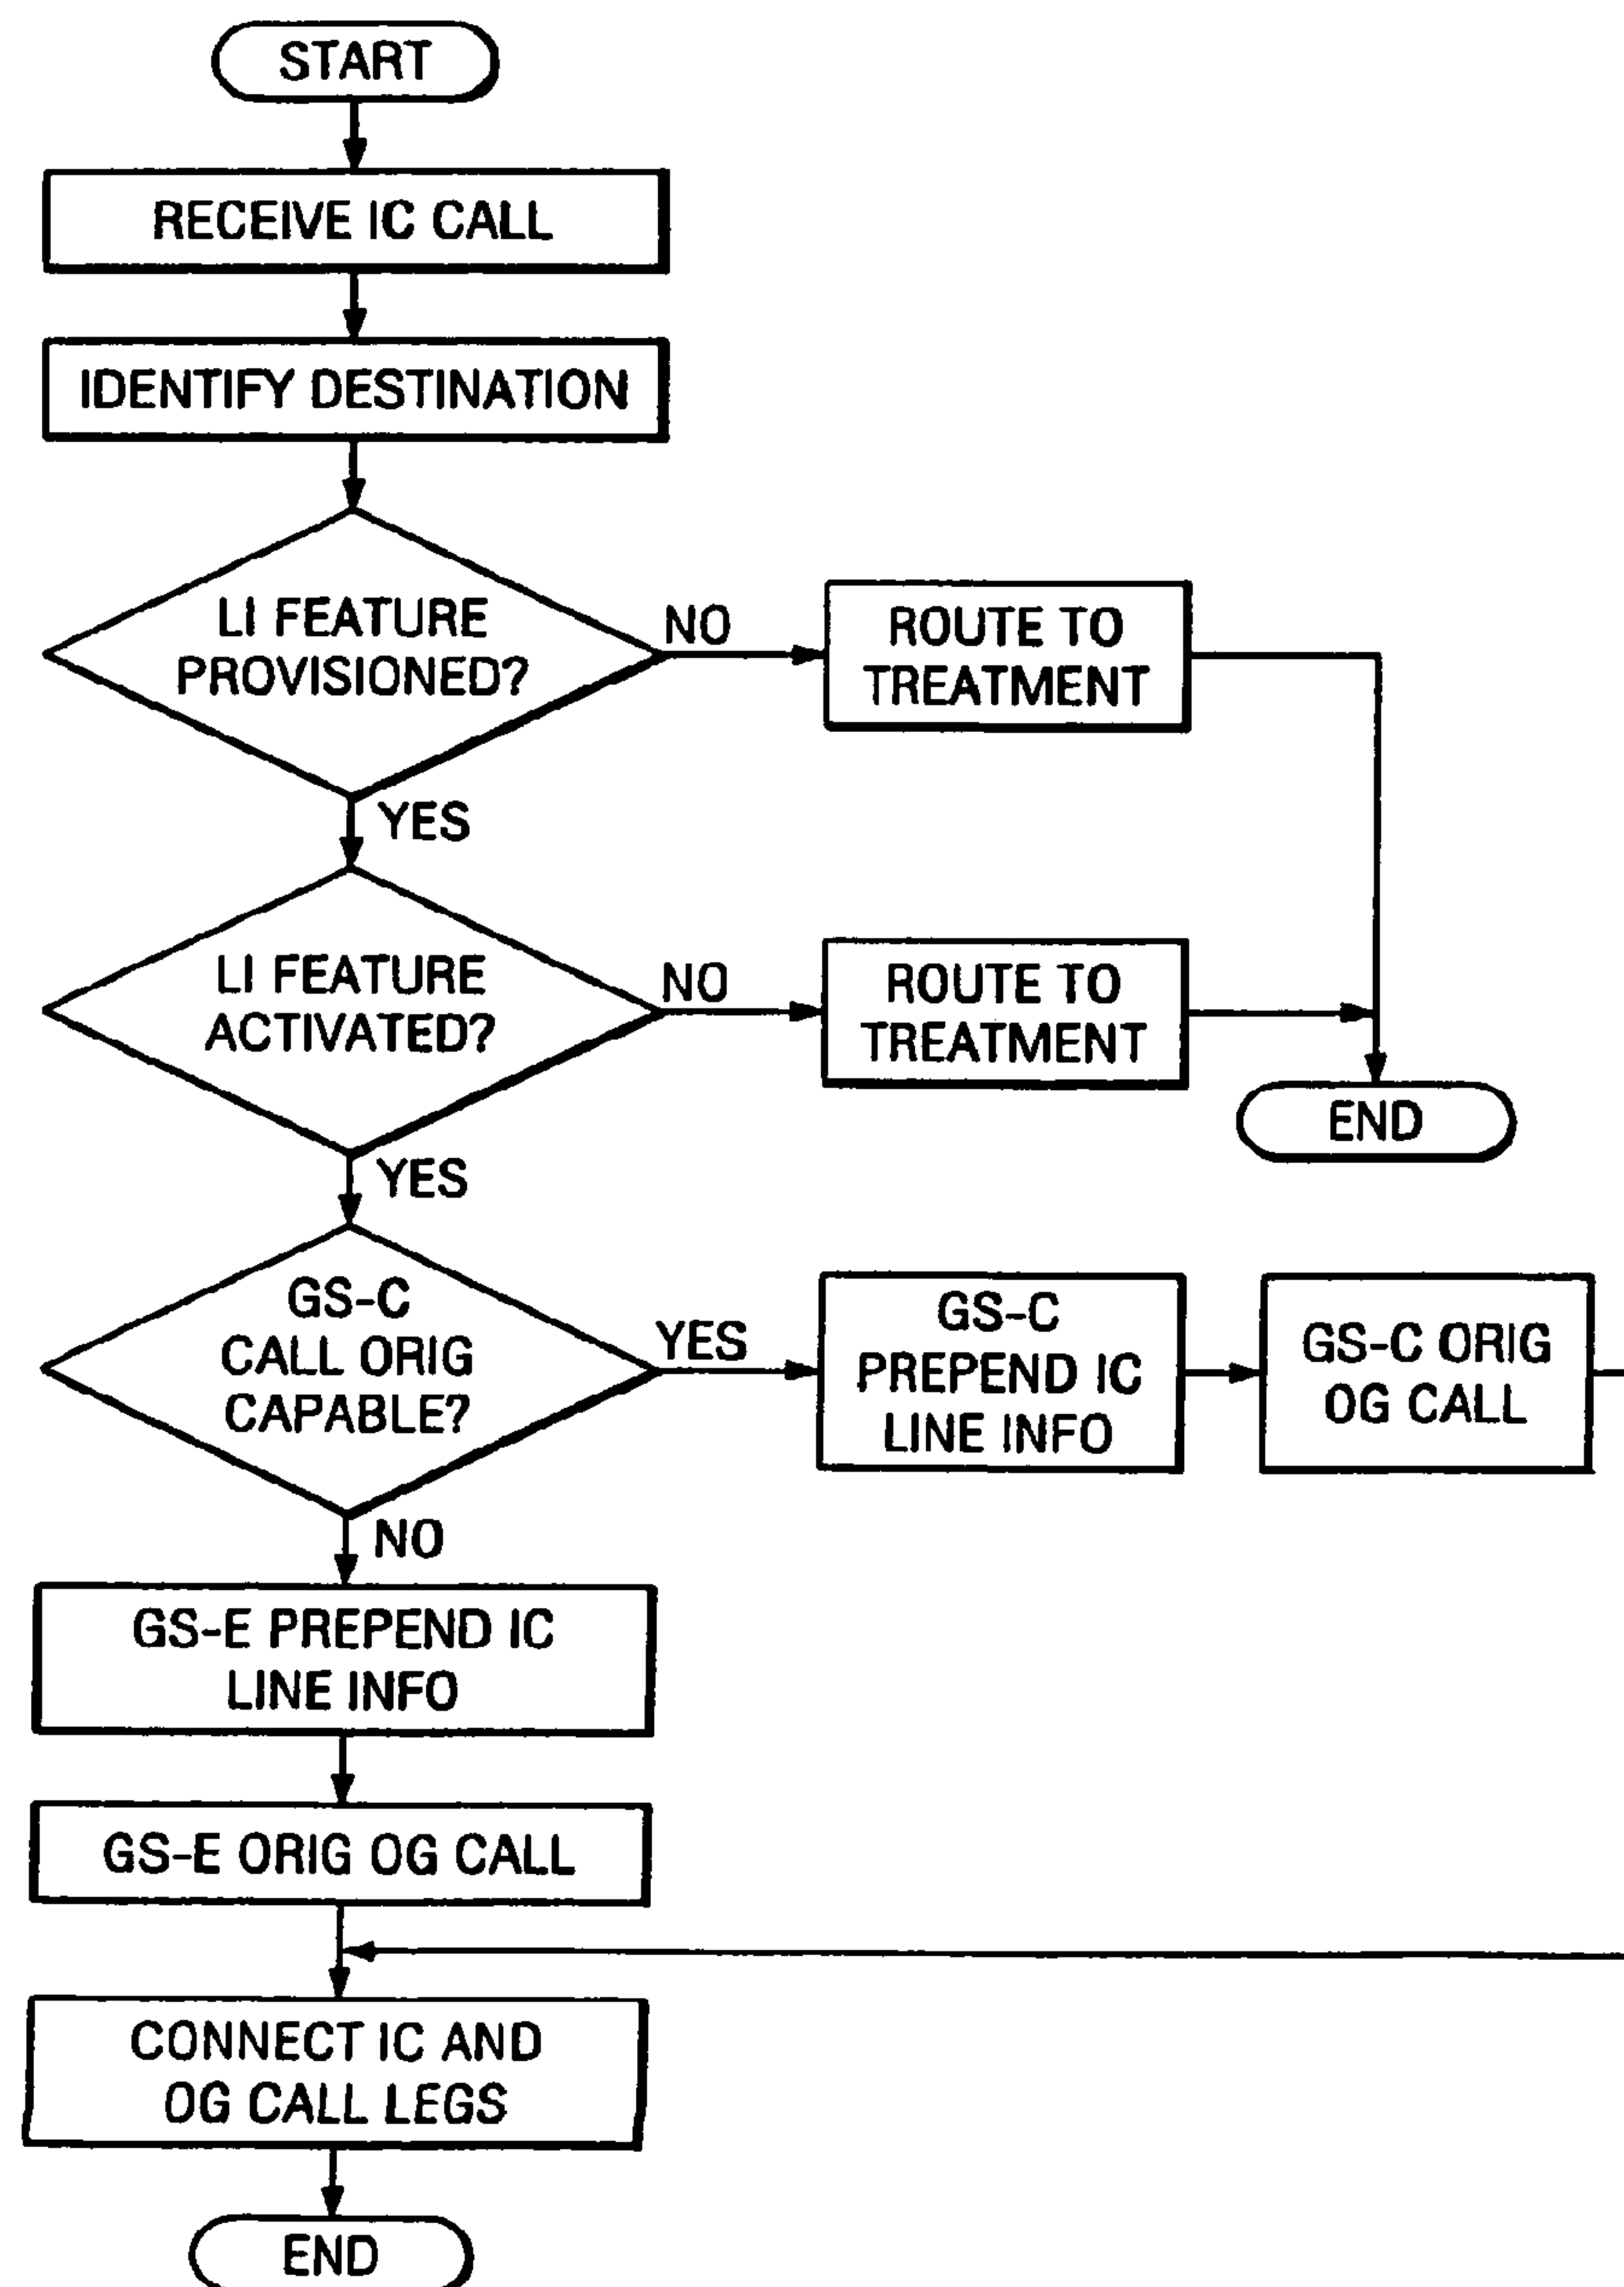 START
RECEIVE IC CALL
IDENTIFY DESTINATION
LI FEATURE
PROVISIONED?
NO
ROUTE TO
TREATMENT
YES
LI FEATURE
ACTIVATED?
NO
ROUTE TO
TREATMENT
END
YES
GS-C
CALL ORIG
CAPABLE?
YES
GS-C
PREPEND IC
LINE INFO
GS-C ORIG
OG CALL
NO
GS-E PREPEND IC
LINE INFO
GS-E ORIG OG CALL
CONNECT IC AND
OG CALL LEGS
END